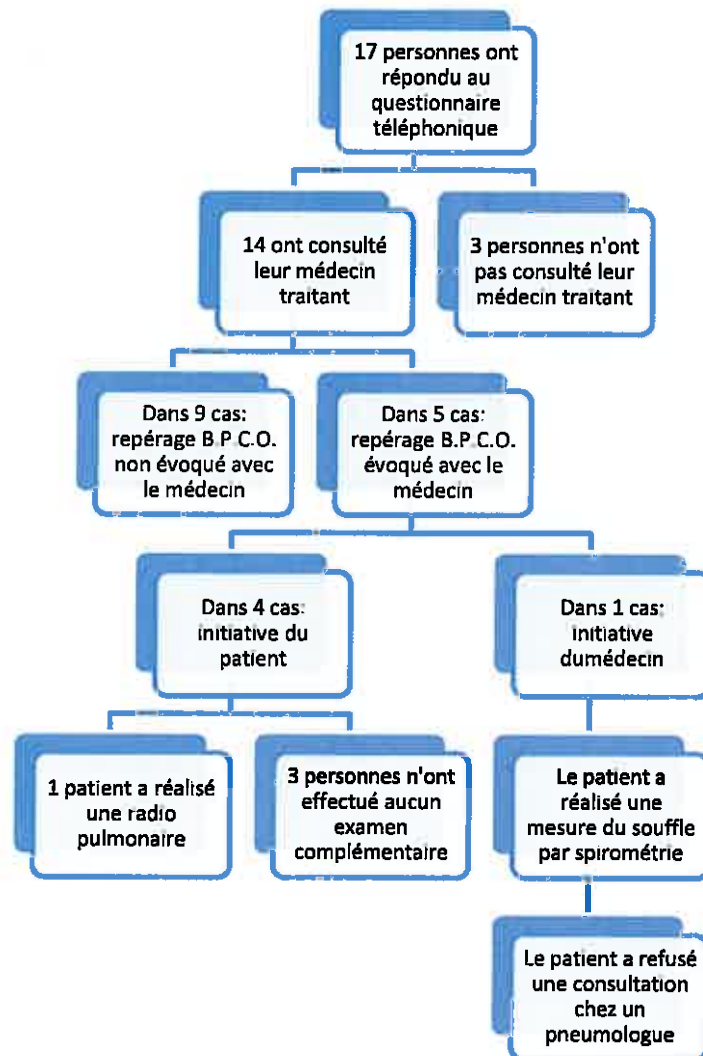 17 personnes ont
répondu au
questionnaire
téléphonique
14 ont consulté
leur médecin
traitant
3 personnes n'ont
pas consulté leur
médecin traitant
Dans 9 cas:
repérage B.P.C.O.
non évoqué avec
le médecin
Dans 5 cas:
repérage B.P.C.O.
évoqué avec le
médecin
Dans 4 cas:
initiative du
patient
Dans 1 cas:
initiative
dumédecin
1 patient a réalisé
une radio
pulmonaire
3 personnes n'ont
effectué aucun
examen
complémentaire
Le patient a
réalisé une
mesure du souffle
par spirométrie
Le patient a refusé
une consultation
chez un
pneumologue